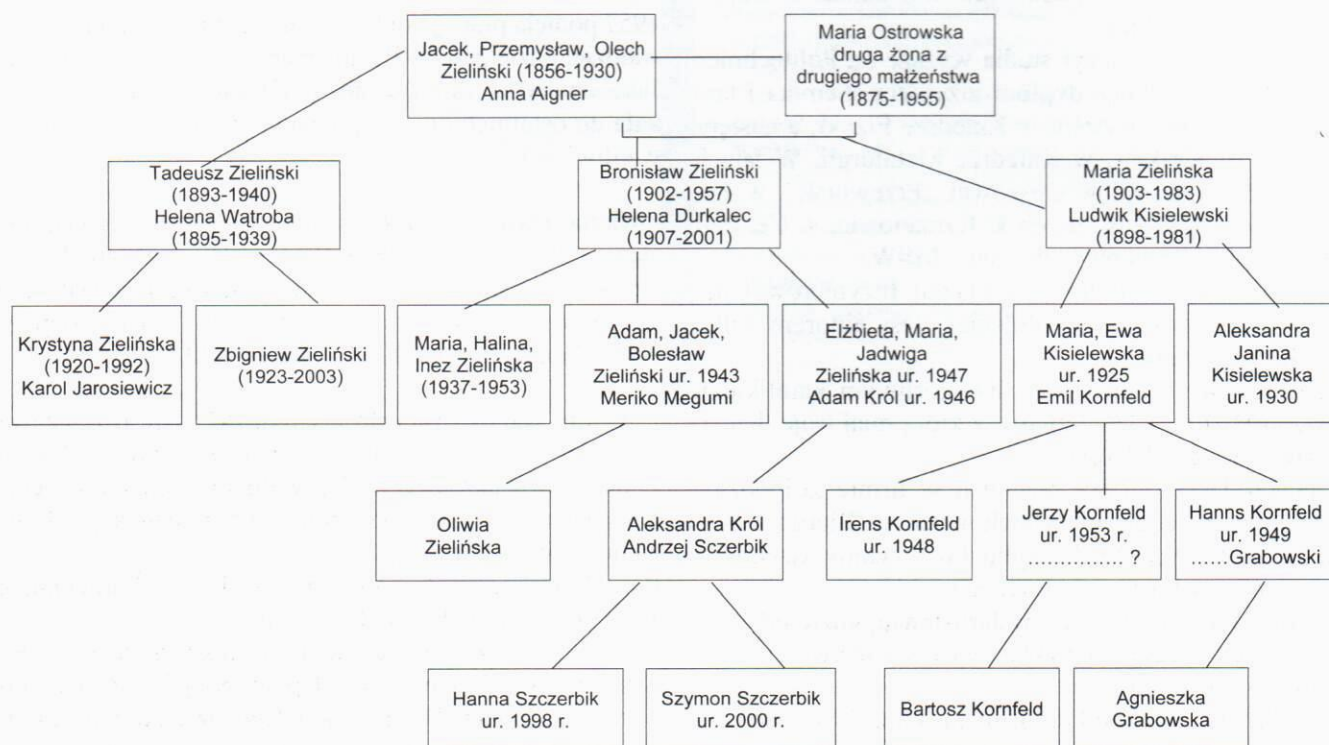 Jacek, Przemysław, Olech
Zieliński (1856-1930)
Anna Aigner
Maria Ostrowska
druga żona z
drugiego małżeństwa
(1875-1955)
Tadeusz Zieliński
(1893-1940)
Helena Wątroba
(1895-1939)
Bronisław Zieliński
(1902-1957)
Helena Durkalec
(1907-2001)
Maria Zielińska
(1903-1983)
Ludwik Kisielewski
(1898-1981)
Krystyna Zielińska
(1920-1992)
Karol Jarosiewicz
Zbigniew Zieliński
(1923-2003)
Maria, Halina,
Inez Zielińska
(1937-1953)
Adam, Jacek,
Bolesław
Zieliński ur. 1943
Meriko Megumi
Elżbieta, Maria,
Jadwiga
Zielińska ur. 1947
Adam Król ur. 1946
Maria, Ewa
Kisielewska
ur. 1925
Emil Kornfeld
Aleksandra
Janina
Kisielewska
ur. 1930
Oliwia
Zielińska
Aleksandra Król
Andrzej Sczerbik
Irens Kornfeld
ur. 1948
Jerzy Kornfeld
ur. 1953 r.
............... ?
Hanns Kornfeld
ur. 1949
......Grabowski
Hanna Szczerbik
ur. 1998 r.
Szymon Szczerbik
ur. 2000 r.
Bartosz Kornfeld
Agnieszka
Grabowska